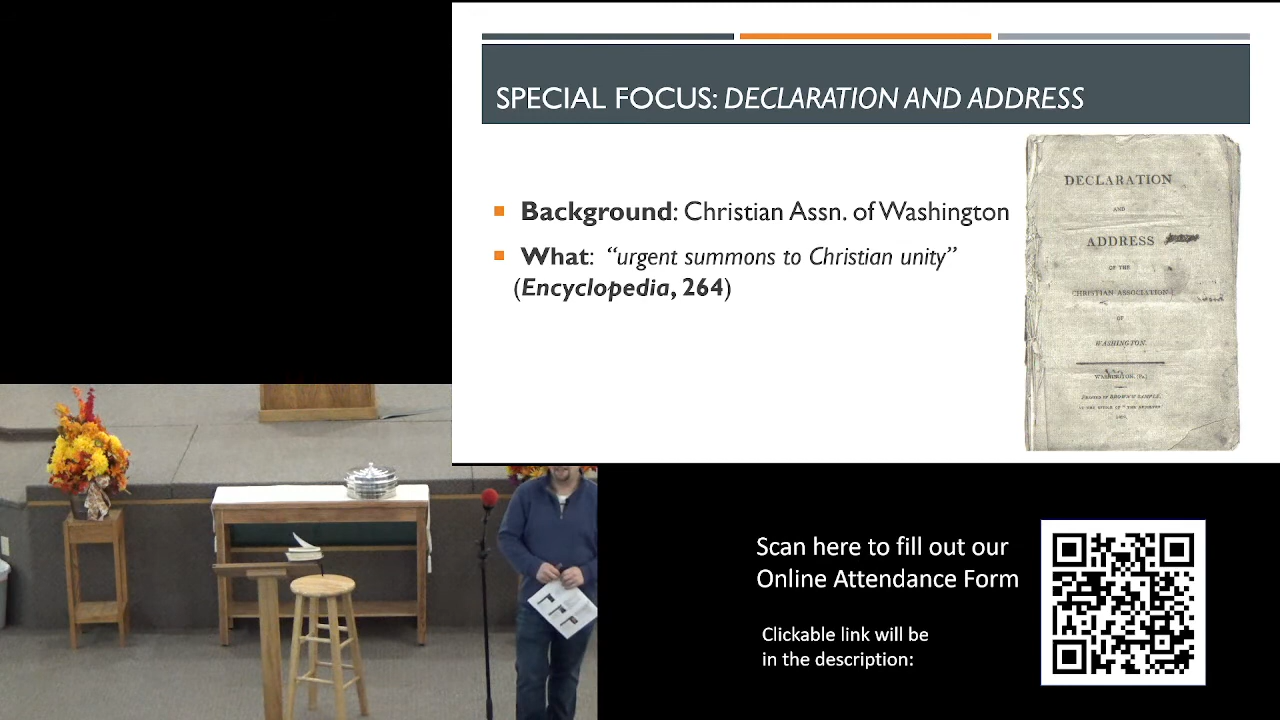 SPECIAL FOCUS: DECLARATION AND ADDRESS
Background: Christian Assn. of Washington
What: “urgent summons to Christian unity”
(Encyclopedia, 264)
DECLARATION
AND
ADDRESS
OF THE
CHRISTIAN ASSOCIATION
OF
WASHINGTON.
Scan here to fill out our
Online Attendance Form
Clickable link will be
in the description: